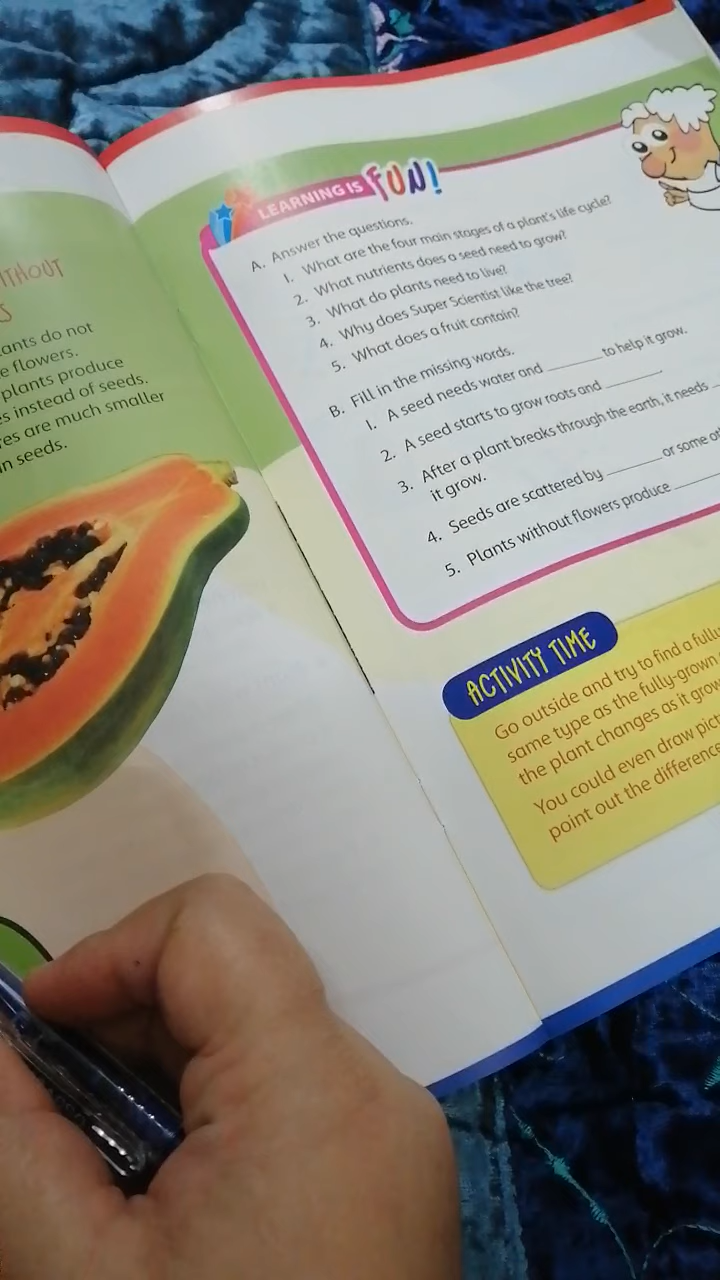 ITHOUT
S
ants do not
e flowers.
plants produce
es instead of seeds.
res are much smaller
n seeds.
LEARNING IS FUN!
A. Answer the questions.
1. What are the four main stages of a plant's life cycle?
2. What nutrients does a seed need to grow?
3. What do plants need to live?
4. Why does Super Scientist like the tree?
5. What does a fruit contain?
B. Fill in the missing words.
1. A seed needs water and ______ to help it grow.
2. A seed starts to grow roots and ______.
3. After a plant breaks through the earth, it needs
it grow.
4. Seeds are scattered by ______ or some ot
5. Plants without flowers produce ______
ACTIVITY TIME
Go outside and try to find a fully
same type as the fully-grown
the plant changes as it grow
You could even draw pict
point out the difference